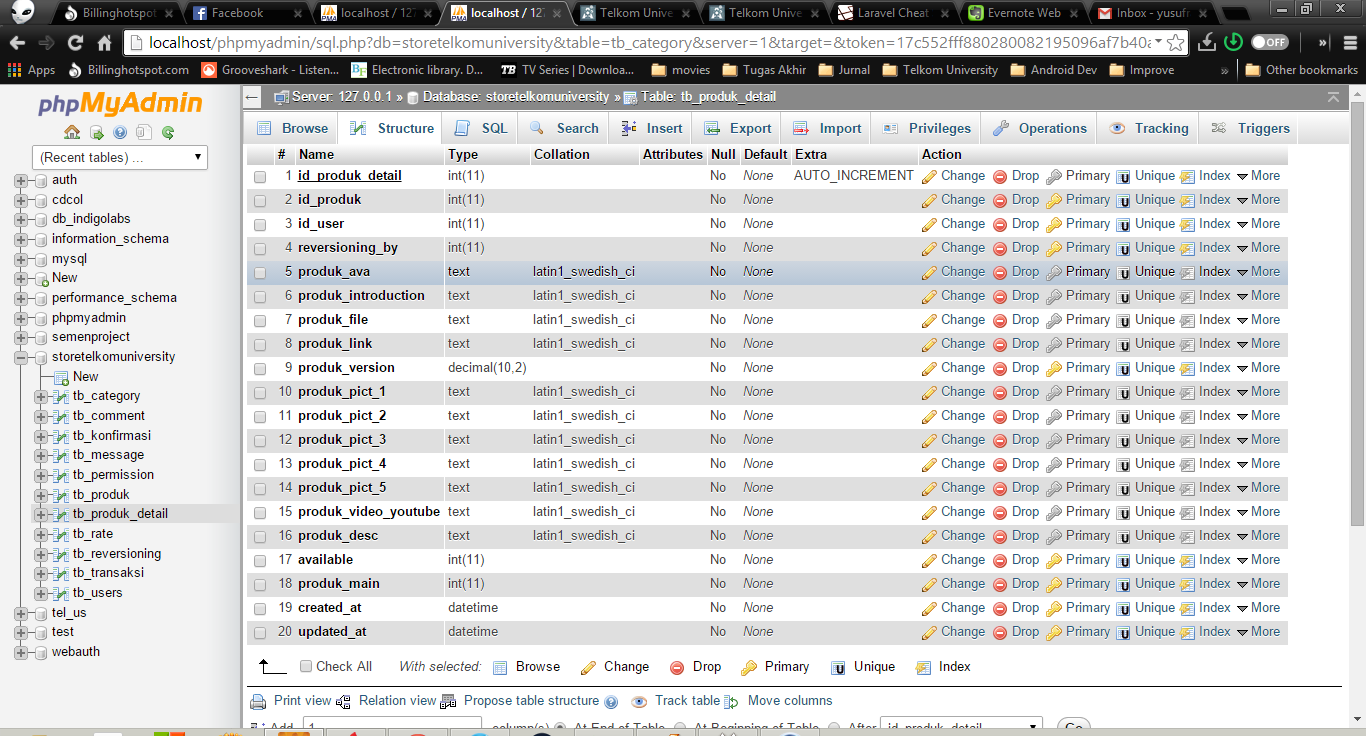 Billinghotspot Facebook localhost / 127 localhost / 127 Telkom Unive Telkom Unive Laravel Cheat Evernote Web Inbox - yusufr
localhost/phpmyadmin/sql.php?db=storetelkomuniversity&table=tb_category&server=1&target=&token=17c552fff880280082195096af7b40a OFF »
Apps Billinghotspot.com Grooveshark - Listen... Electronic library. D... TV Series | Downloa... movies Tugas Akhir Jurnal Telkom University Android Dev Improve » Other bookmarks
phpMyAdmin
(Recent tables) ...
auth
cdcol
db_indigolabs
information_schema
mysql
New
performance_schema
phpmyadmin
semenproject
storetelkomuniversity
New
tb_category
tb_comment
tb_konfirmasi
tb_message
tb_permission
tb_produk
tb_produk_detail
tb_rate
tb_reversioning
tb_transaksi
tb_users
tel_us
test
webauth
Server: 127.0.0.1 » Database: storetelkomuniversity » Table: tb_produk_detail
Browse Structure SQL Search Insert Export Import Privileges Operations Tracking Triggers
# Name Type Collation Attributes Null Default Extra Action
1 id_produk_detail int(11) No None AUTO_INCREMENT Change Drop Primary Unique Index More
2 id_produk int(11) No None Change Drop Primary Unique Index More
3 id_user int(11) No None Change Drop Primary Unique Index More
4 reversioning_by int(11) No None Change Drop Primary Unique Index More
5 produk_ava text latin1_swedish_ci No None Change Drop Primary Unique Index More
6 produk_introduction text latin1_swedish_ci No None Change Drop Primary Unique Index More
7 produk_file text latin1_swedish_ci No None Change Drop Primary Unique Index More
8 produk_link text latin1_swedish_ci No None Change Drop Primary Unique Index More
9 produk_version decimal(10,2) No None Change Drop Primary Unique Index More
10 produk_pict_1 text latin1_swedish_ci No None Change Drop Primary Unique Index More
11 produk_pict_2 text latin1_swedish_ci No None Change Drop Primary Unique Index More
12 produk_pict_3 text latin1_swedish_ci No None Change Drop Primary Unique Index More
13 produk_pict_4 text latin1_swedish_ci No None Change Drop Primary Unique Index More
14 produk_pict_5 text latin1_swedish_ci No None Change Drop Primary Unique Index More
15 produk_video_youtube text latin1_swedish_ci No None Change Drop Primary Unique Index More
16 produk_desc text latin1_swedish_ci No None Change Drop Primary Unique Index More
17 available int(11) No None Change Drop Primary Unique Index More
18 produk_main int(11) No None Change Drop Primary Unique Index More
19 created_at datetime No None Change Drop Primary Unique Index More
20 updated_at datetime No None Change Drop Primary Unique Index More
Check All With selected: Browse Change Drop Primary Unique Index
Print view Relation view Propose table structure Track table Move columns
Add 1 column(s) At End of Table At Beginning of Table After id_produk_detail Go